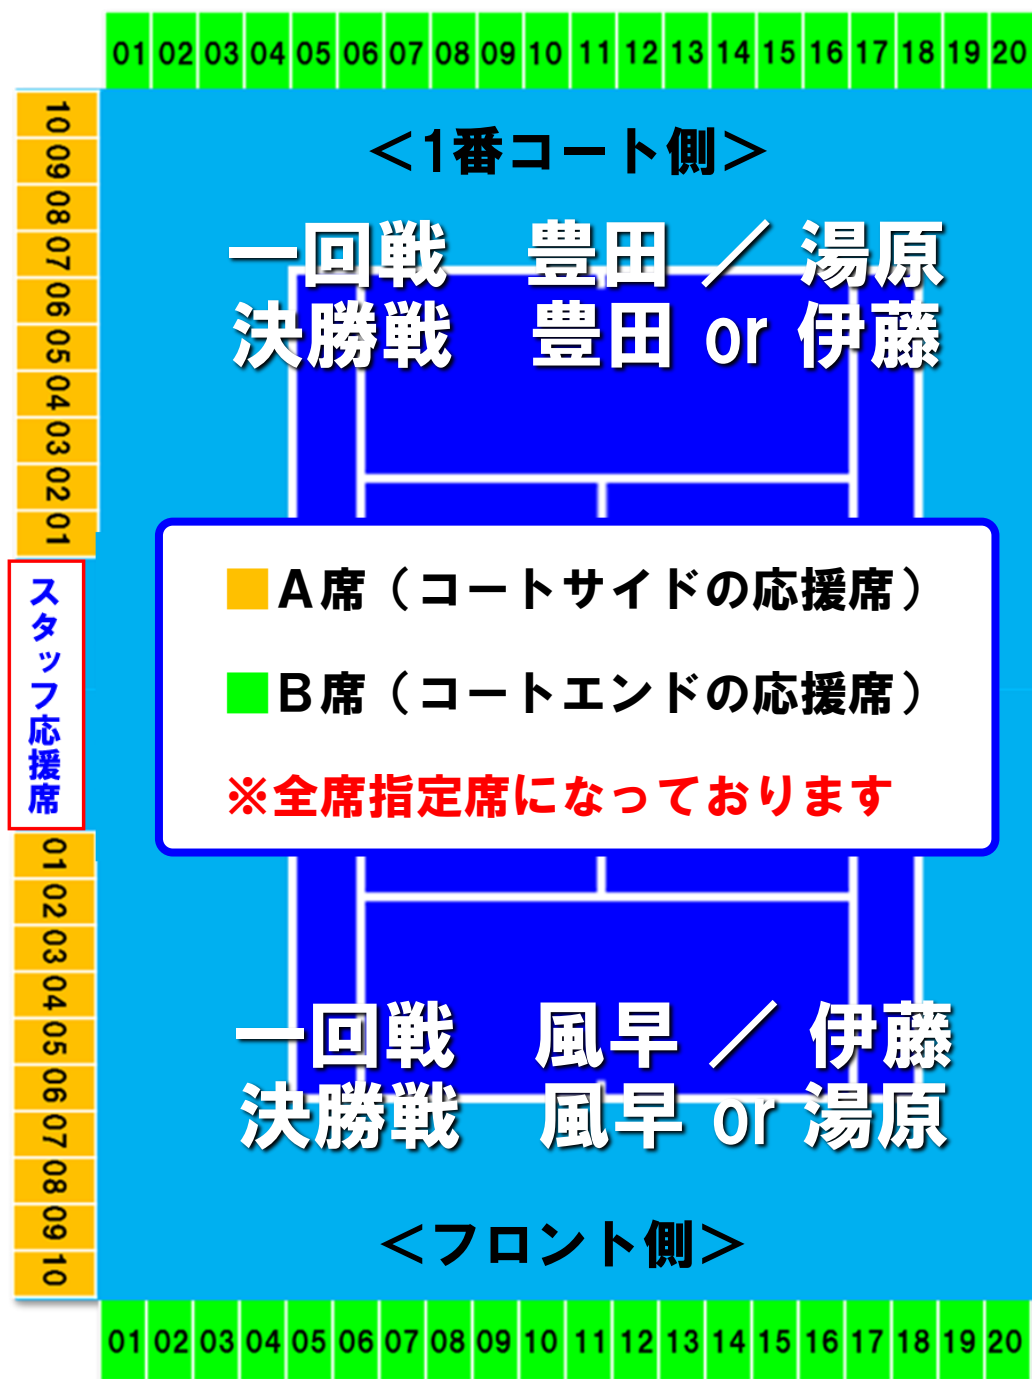 01 02 03 04 05 06 07 08 09 10 11 12 13 14 15 16 17 18 19 20
10 09 08 07 06 05 04 03 02 01
＜1番コート側＞
一回戦　豊田 ／ 湯原
決勝戦　豊田 or 伊藤
スタッフ応援席
■A席（コートサイドの応援席）
■B席（コートエンドの応援席）
※全席指定席になっております
01 02 03 04 05 06 07 08 09 10
一回戦　風早 ／ 伊藤
決勝戦　風早 or 湯原
＜フロント側＞
01 02 03 04 05 06 07 08 09 10 11 12 13 14 15 16 17 18 19 20